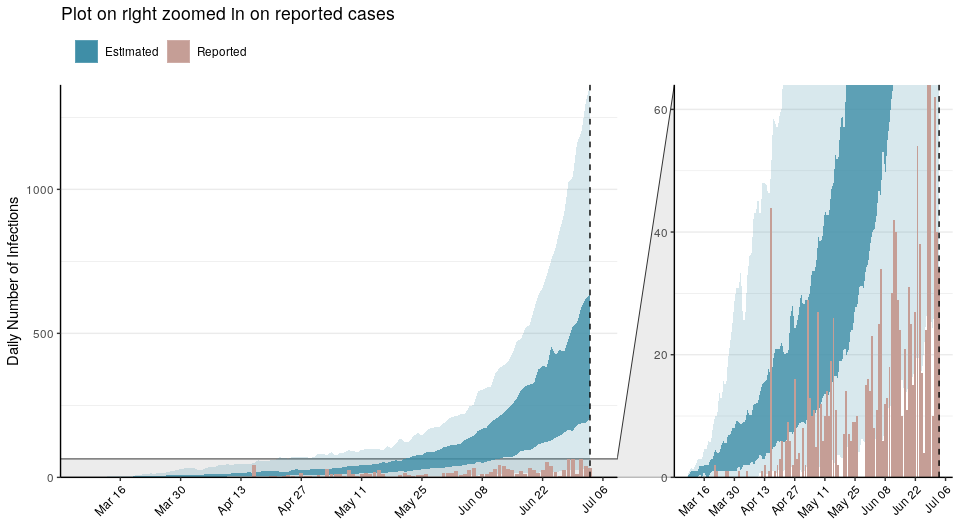 Plot on right zoomed in on reported cases
Estimated
Reported
Daily Number of Infections
1000
500
0
Mar 16
Mar 30
Apr 13
Apr 27
May 11
May 25
Jun 08
Jun 22
Jul 06
60
40
20
0
Mar 16
Mar 30
Apr 13
Apr 27
May 11
May 25
Jun 08
Jun 22
Jul 06